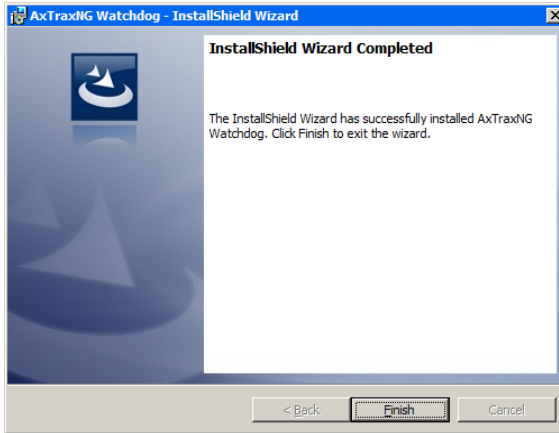 AxTraxNG Watchdog - InstallShield Wizard
InstallShield Wizard Completed
The InstallShield Wizard has successfully installed AxTraxNG
Watchdog. Click Finish to exit the wizard.
< Back
Finish
Cancel